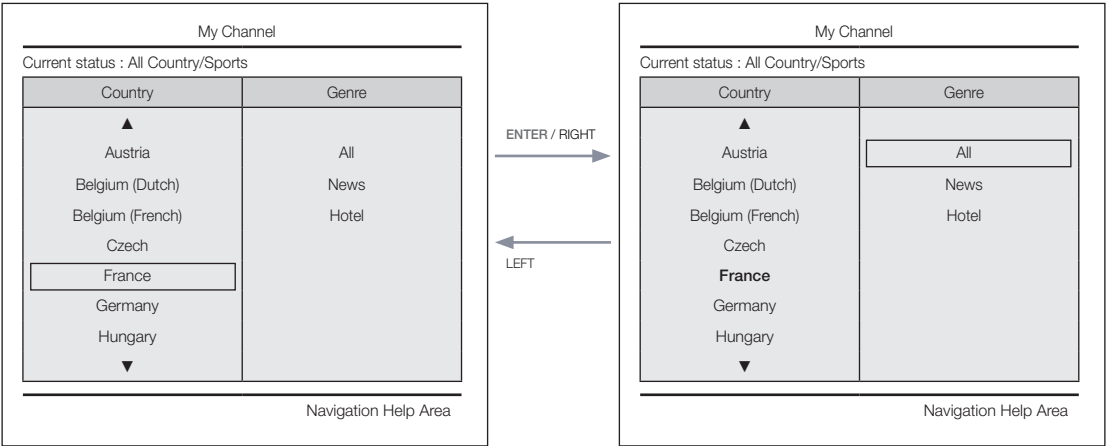 My Channel
Current status : All Country/Sports
Country Genre
▲
Austria All
Belgium (Dutch) News
Belgium (French) Hotel
Czech
France
Germany
Hungary
▼
Navigation Help Area
ENTER / RIGHT
LEFT
My Channel
Current status : All Country/Sports
Country Genre
▲
Austria All
Belgium (Dutch) News
Belgium (French) Hotel
Czech
France
Germany
Hungary
▼
Navigation Help Area